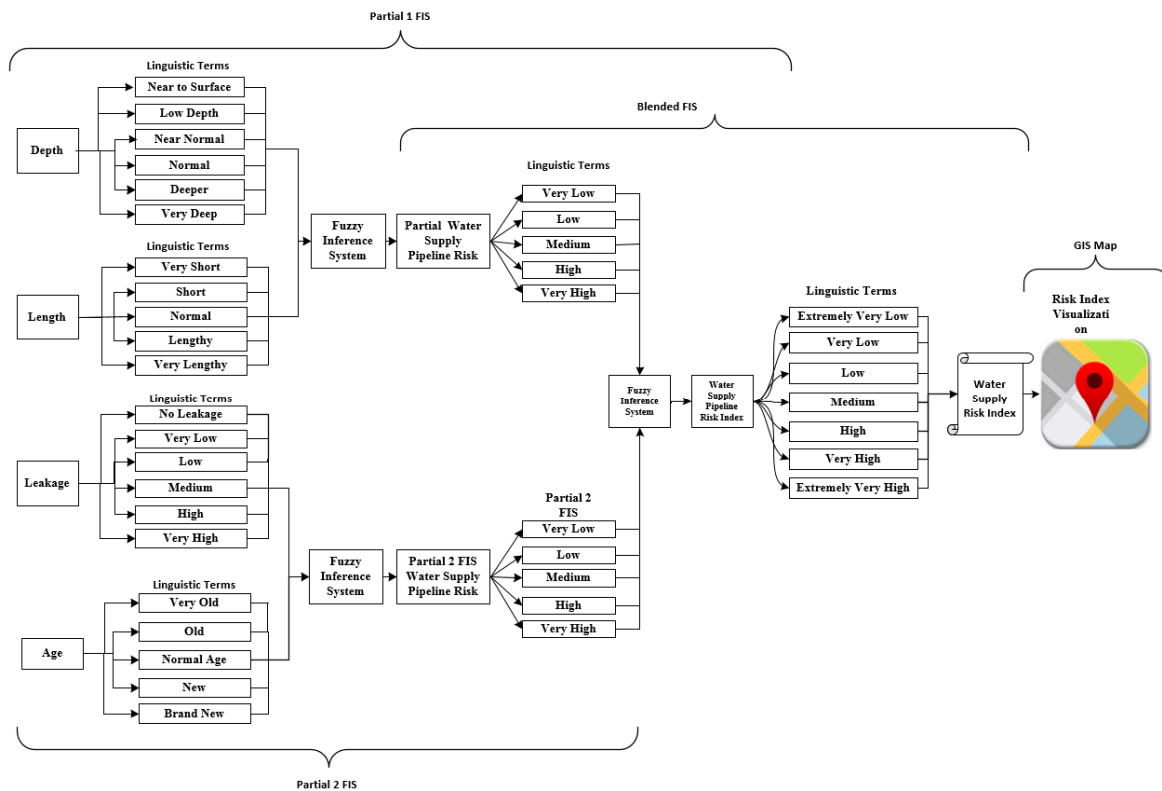 Partial 1 FIS
Linguistic Terms
Near to Surface
Low Depth
Near Normal
Normal
Deeper
Very Deep
Depth
Linguistic Terms
Very Short
Short
Normal
Lengthy
Very Lengthy
Length
Fuzzy
Inference
System
Partial Water
Supply
Pipeline Risk
Blended FIS
Linguistic Terms
Very Low
Low
Medium
High
Very High
Linguistic Terms
No Leakage
Very Low
Low
Medium
High
Very High
Leakage
Linguistic Terms
Very Old
Old
Normal Age
New
Brand New
Age
Fuzzy
Inference
System
Partial 2 FIS
Water Supply
Pipeline Risk
Partial 2
FIS
Very Low
Low
Medium
High
Very High
Partial 2 FIS
Fuzzy
Inference
System
Water
Supply
Pipeline
Risk Index
Linguistic Terms
Extremely Very Low
Very Low
Low
Medium
High
Very High
Extremely Very High
Water
Supply
Risk Index
GIS Map
Risk Index
Visualizati
on